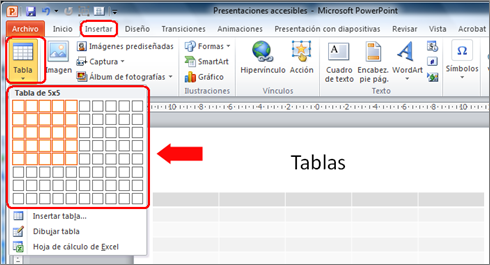 Presentaciones accesibles - Microsoft PowerPoint
Archivo Inicio Insertar Diseño Transiciones Animaciones Presentación con diapositivas Revisar Vista Acrobat
Tabla
Imagen
Imágenes prediseñadas
Captura
Álbum de fotografías
Formas
SmartArt
Gráfico
Ilustraciones
Hipervínculo Acción
Vínculos
Cuadro de texto
Encabez. pie pág.
WordArt
Texto
Símbolos
Tabla de 5x5
Insertar tabla...
Dibujar tabla
Hoja de cálculo de Excel
Tablas